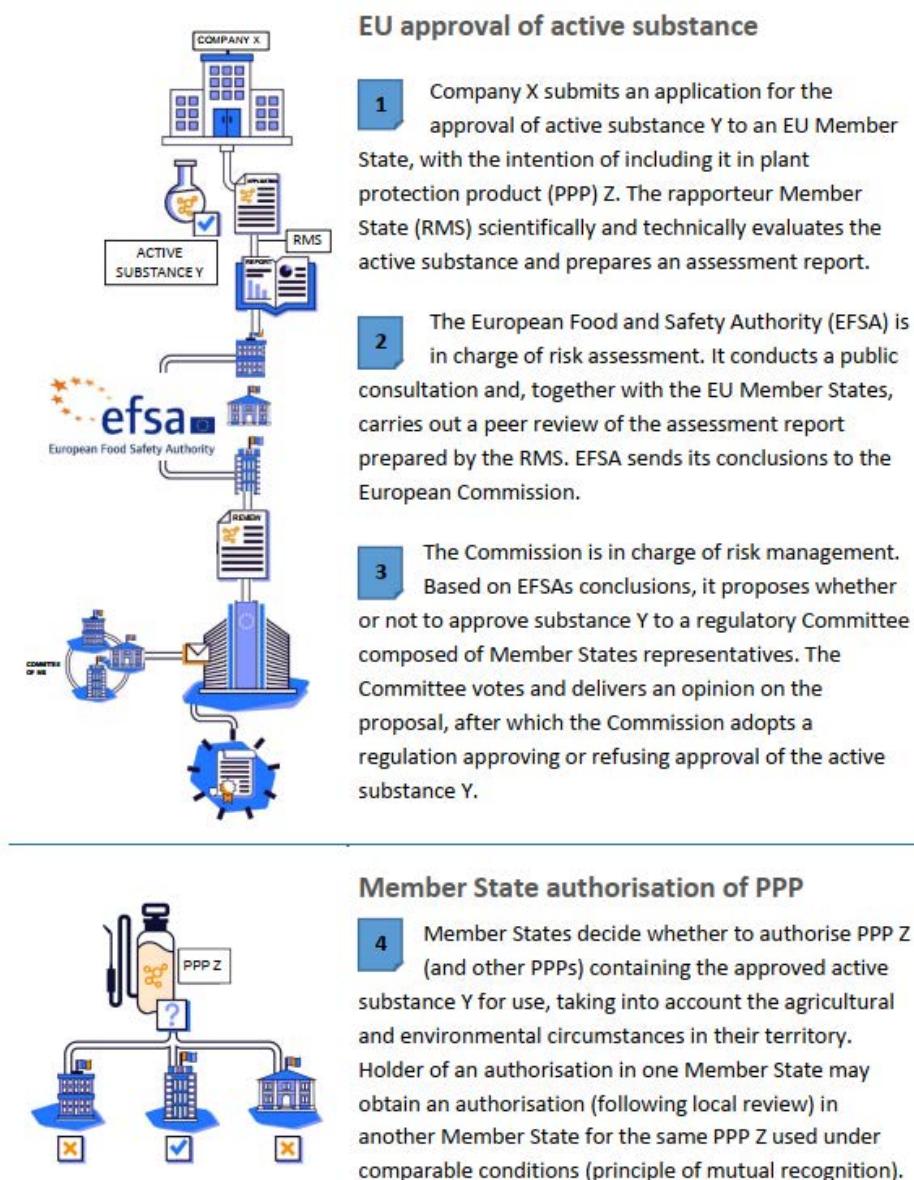 EU approval of active substance
COMPANY X
1 Company X submits an application for the
approval of active substance Y to an EU Member
State, with the intention of including it in plant
protection product (PPP) Z. The rapporteur Member
State (RMS) scientifically and technically evaluates the
active substance and prepares an assessment report.
APPLICATION
RMS
ACTIVE
SUBSTANCE Y
REPORT
2 The European Food and Safety Authority (EFSA) is
in charge of risk assessment. It conducts a public
consultation and, together with the EU Member States,
carries out a peer review of the assessment report
prepared by the RMS. EFSA sends its conclusions to the
European Commission.
efsa
European Food Safety Authority
REVIEW
3 The Commission is in charge of risk management.
Based on EFSAs conclusions, it proposes whether
or not to approve substance Y to a regulatory Committee
composed of Member States representatives. The
Committee votes and delivers an opinion on the
proposal, after which the Commission adopts a
regulation approving or refusing approval of the active
substance Y.
COMMITTEE
OF MS
Member State authorisation of PPP
4 Member States decide whether to authorise PPP Z
(and other PPPs) containing the approved active
substance Y for use, taking into account the agricultural
and environmental circumstances in their territory.
Holder of an authorisation in one Member State may
obtain an authorisation (following local review) in
another Member State for the same PPP Z used under
comparable conditions (principle of mutual recognition).
PPP Z
?